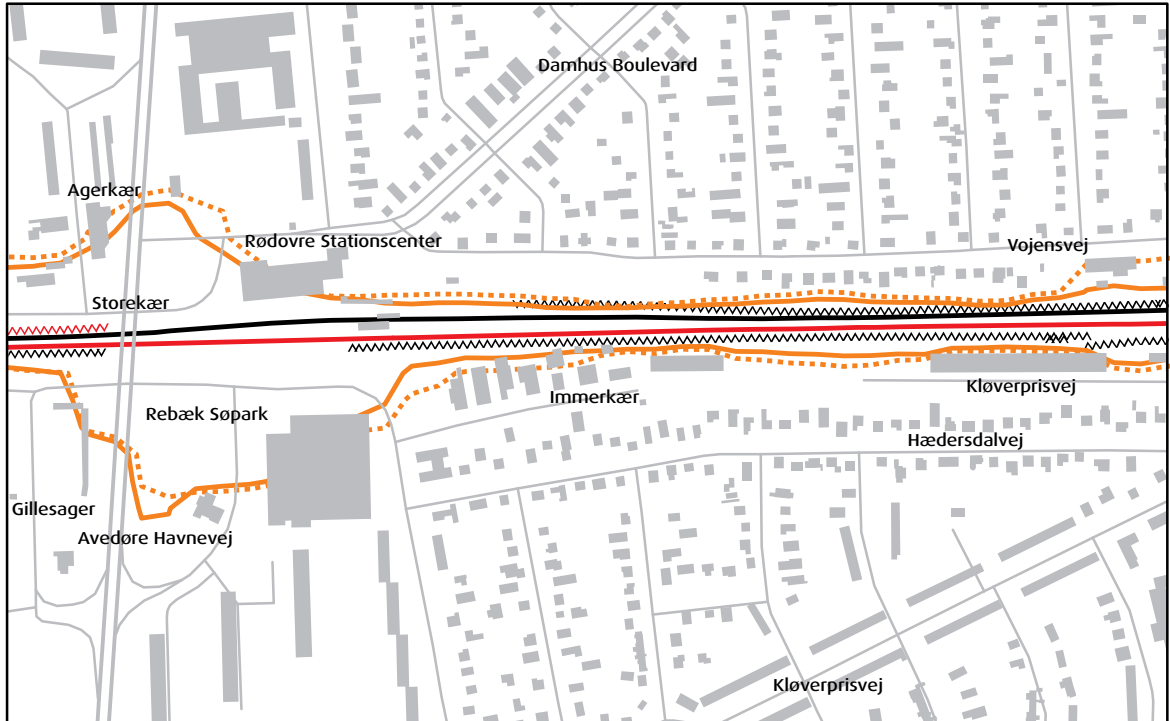 Damhus Boulevard
Agerkær
Rødovre Stationscenter
Vojensvej
Storekær
Kløverprisvej
Immerkær
Rebæk Søpark
Hædersdalvej
Gillesager
Avedøre Havnevej
Kløverprisvej